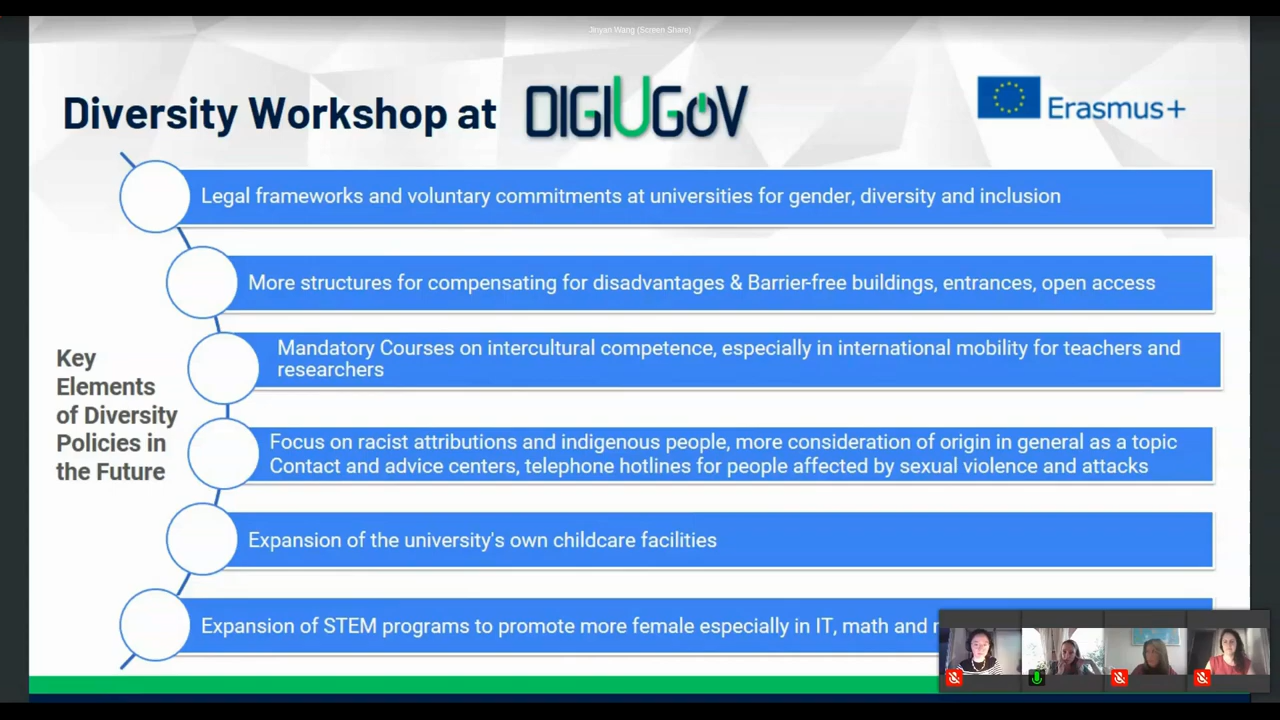 Jinyan Wang (Screen Share)
Diversity Workshop at
DIGIUGOV
Erasmus+
Legal frameworks and voluntary commitments at universities for gender, diversity and inclusion
More structures for compensating for disadvantages & Barrier-free buildings, entrances, open access
Mandatory Courses on intercultural competence, especially in international mobility for teachers and
researchers
Key
Elements
of Diversity
Policies in
the Future
Focus on racist attributions and indigenous people, more consideration of origin in general as a topic
Contact and advice centers, telephone hotlines for people affected by sexual violence and attacks
Expansion of the university's own childcare facilities
Expansion of STEM programs to promote more female especially in IT, math and